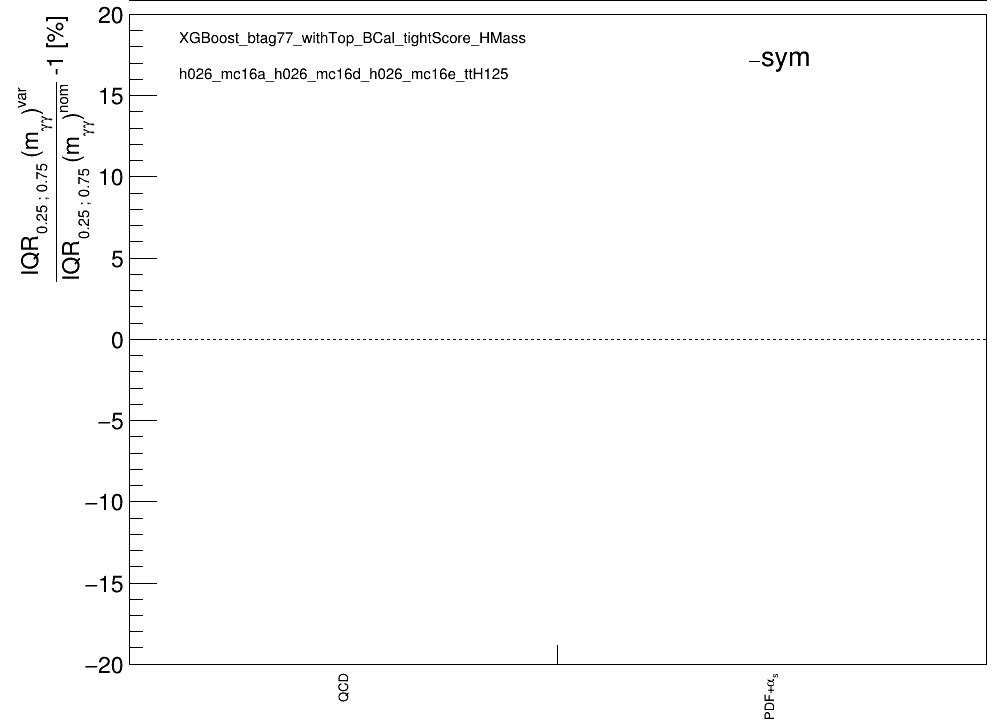 IQR0.25 ; 0.75 (mγγ)var
IQR0.25 ; 0.75 (mγγ)nom -1 [%]
20
15
10
5
0
−5
−10
−15
−20
XGBoost_btag77_withTop_BCal_tightScore_HMass
h026_mc16a_h026_mc16d_h026_mc16e_ttH125
sym
QCD
PDF+αs